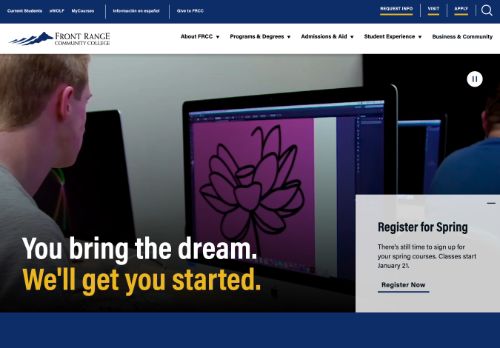 Current Students eWOLF MyCourses Información en español Give to FRCC REQUEST INFO VISIT APPLY
FRONT RANGE
COMMUNITY COLLEGE
About FRCC Programs & Degrees Admissions & Aid Student Experience Business & Community
Register for Spring
There's still time to sign up for
your spring courses. Classes start
January 21.
Register Now
You bring the dream.
We'll get you started.